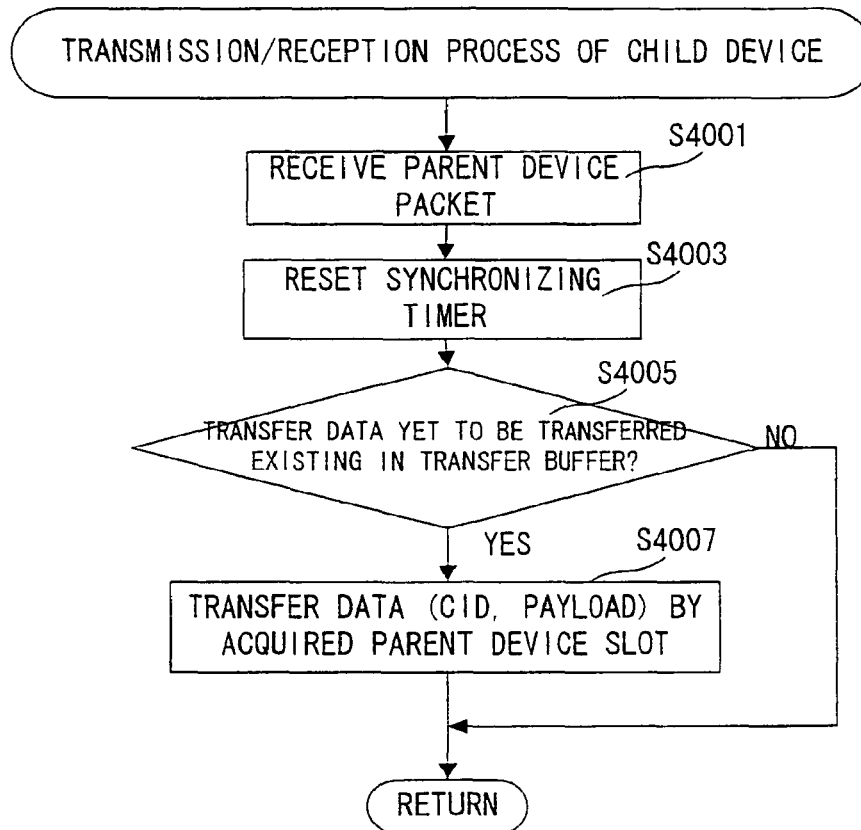 TRANSMISSION/RECEPTION PROCESS OF CHILD DEVICE
S4001
RECEIVE PARENT DEVICE
PACKET
S4003
RESET SYNCHRONIZING
TIMER
S4005
TRANSFER DATA YET TO BE TRANSFERRED
EXISTING IN TRANSFER BUFFER?
NO
YES
S4007
TRANSFER DATA (CID, PAYLOAD) BY
ACQUIRED PARENT DEVICE SLOT
RETURN